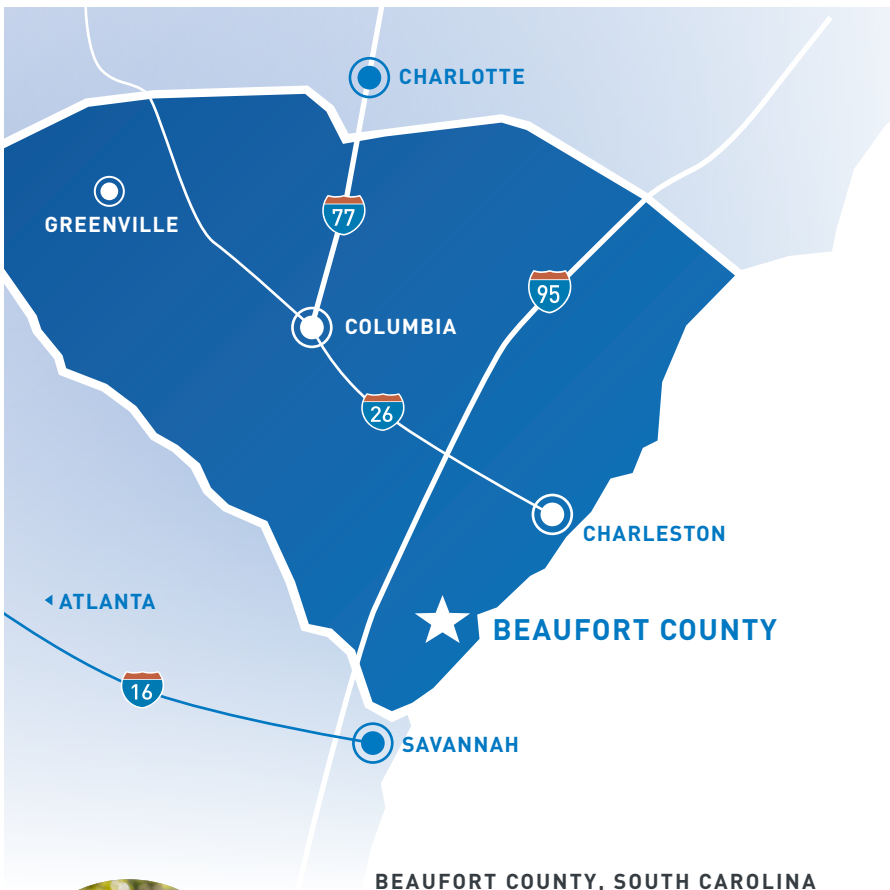 CHARLOTTE
GREENVILLE
77
95
COLUMBIA
26
CHARLESTON
ATLANTA
BEAUFORT COUNTY
16
SAVANNAH
BEAUFORT COUNTY, SOUTH CAROLINA